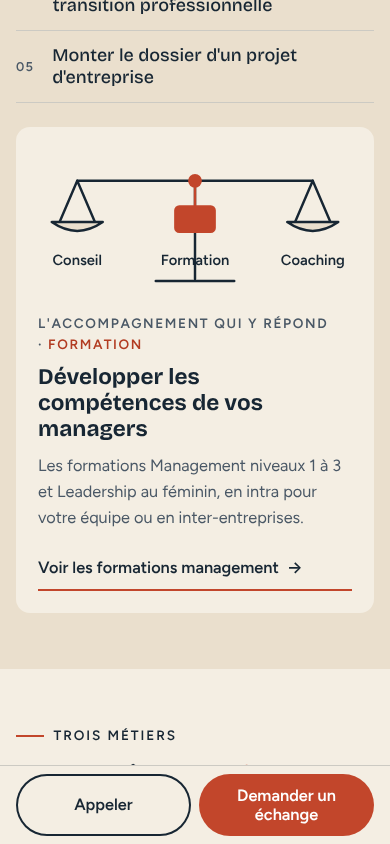 transition professionnelle
05 Monter le dossier d'un projet
d'entreprise
Conseil Formation Coaching
L'ACCOMPAGNEMENT QUI Y RÉPOND
· FORMATION
Développer les
compétences de vos
managers
Les formations Management niveaux 1 à 3
et Leadership au féminin, en intra pour
votre équipe ou en inter-entreprises.
Voir les formations management →
TROIS MÉTIERS
Appeler
Demander un
échange